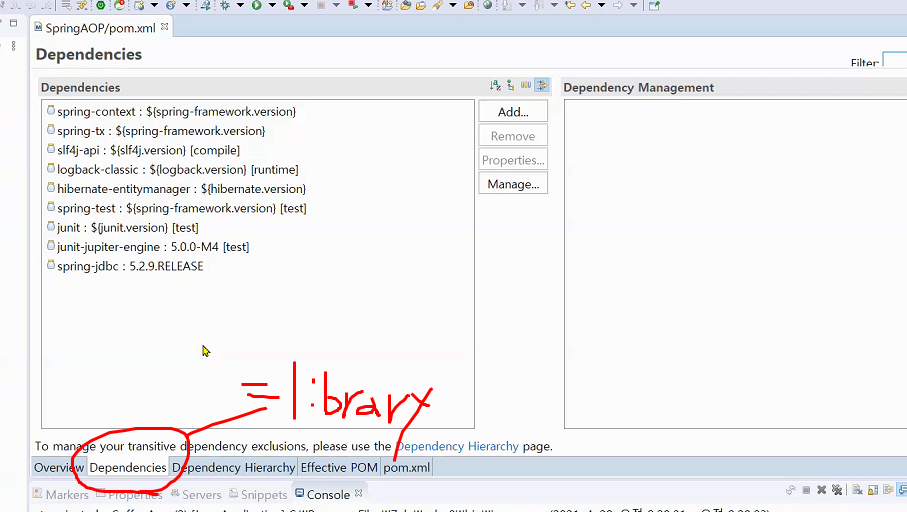 SpringAOP/pom.xml
Dependencies
Filter:
Dependencies
Dependency Management
spring-context : ${spring-framework.version}
spring-tx : ${spring-framework.version}
slf4j-api : ${slf4j.version} [compile]
logback-classic : ${logback.version} [runtime]
hibernate-entitymanager : ${hibernate.version}
spring-test : ${spring-framework.version} [test]
junit : ${junit.version} [test]
junit-jupiter-engine : 5.0.0-M4 [test]
spring-jdbc : 5.2.9.RELEASE
Add...
Remove
Properties...
Manage...
= library
To manage your transitive dependency exclusions, please use the Dependency Hierarchy page.
Overview Dependencies Dependency Hierarchy Effective POM pom.xml
Markers Properties Servers Snippets Console